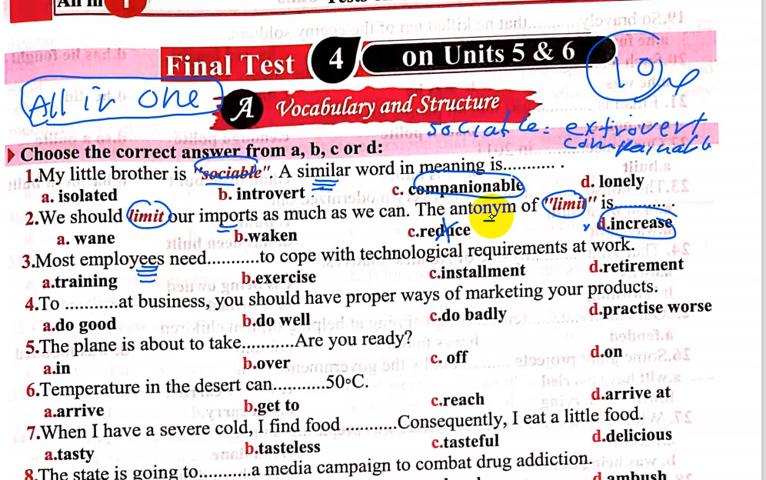 All in 1
Final Test 4 on Units 5 & 6
10
All in one
A Vocabulary and Structure
sociable = extrovert
companiable
Choose the correct answer from a, b, c or d:
1.My little brother is "sociable". A similar word in meaning is........... .
a. isolated b. introvert c. companionable d. lonely
2.We should limit our imports as much as we can. The antonym of "limit" is..........
a. wane b.waken c.reduce d.increase
3.Most employees need..........to cope with technological requirements at work.
a.training b.exercise c.installment d.retirement
4.To ..........at business, you should have proper ways of marketing your products.
a.do good b.do well c.do badly d.practise worse
5.The plane is about to take..........Are you ready?
a.in b.over c. off d.on
6.Temperature in the desert can...........50°C.
a.arrive b.get to c.reach d.arrive at
7.When I have a severe cold, I find food ...........Consequently, I eat a little food.
a.tasty b.tasteless c.tasteful d.delicious
8.The state is going to..........a media campaign to combat drug addiction.
d.ambush